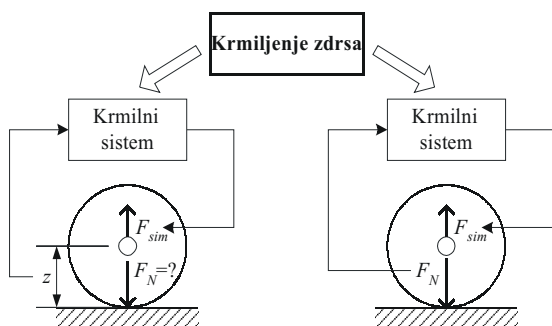 Krmiljenje zdrsa
Krmilni
sistem
F_sim
F_N=?
z
Krmilni
sistem
F_sim
F_N